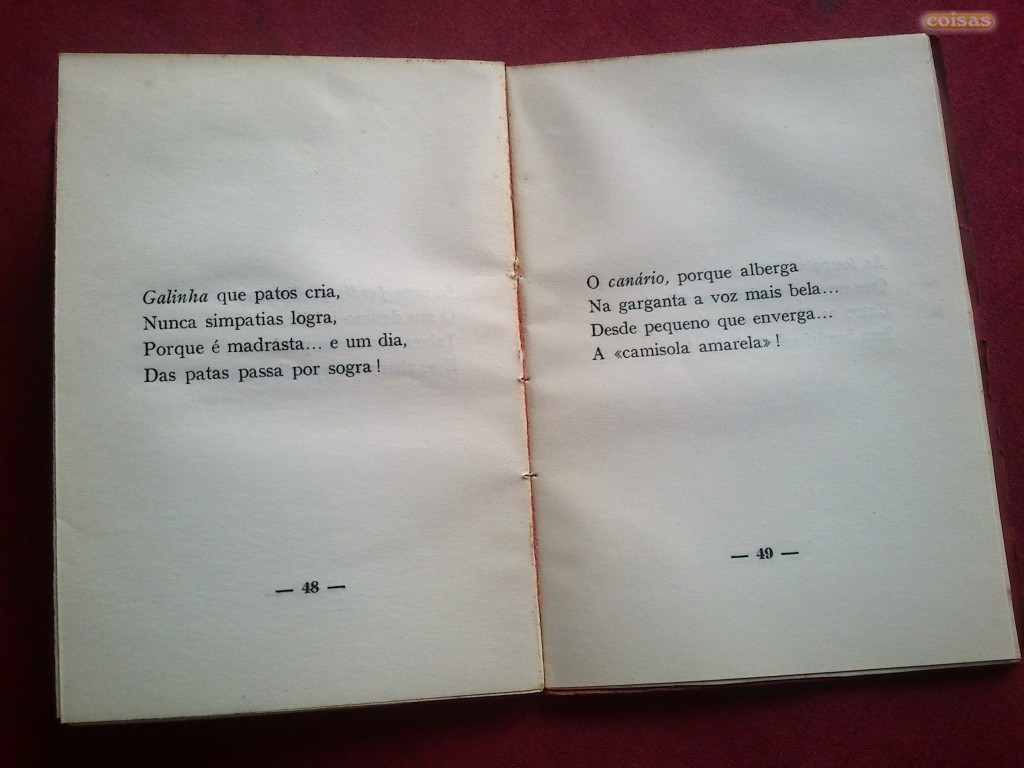 coisas
Galinha que patos cria,
Nunca simpatias logra,
Porque é madrasta... e um dia,
Das patas passa por sogra!
— 48 —
O canário, porque alberga
Na garganta a voz mais bela...
Desde pequeno que enverga...
A «camisola amarela»!
— 49 —